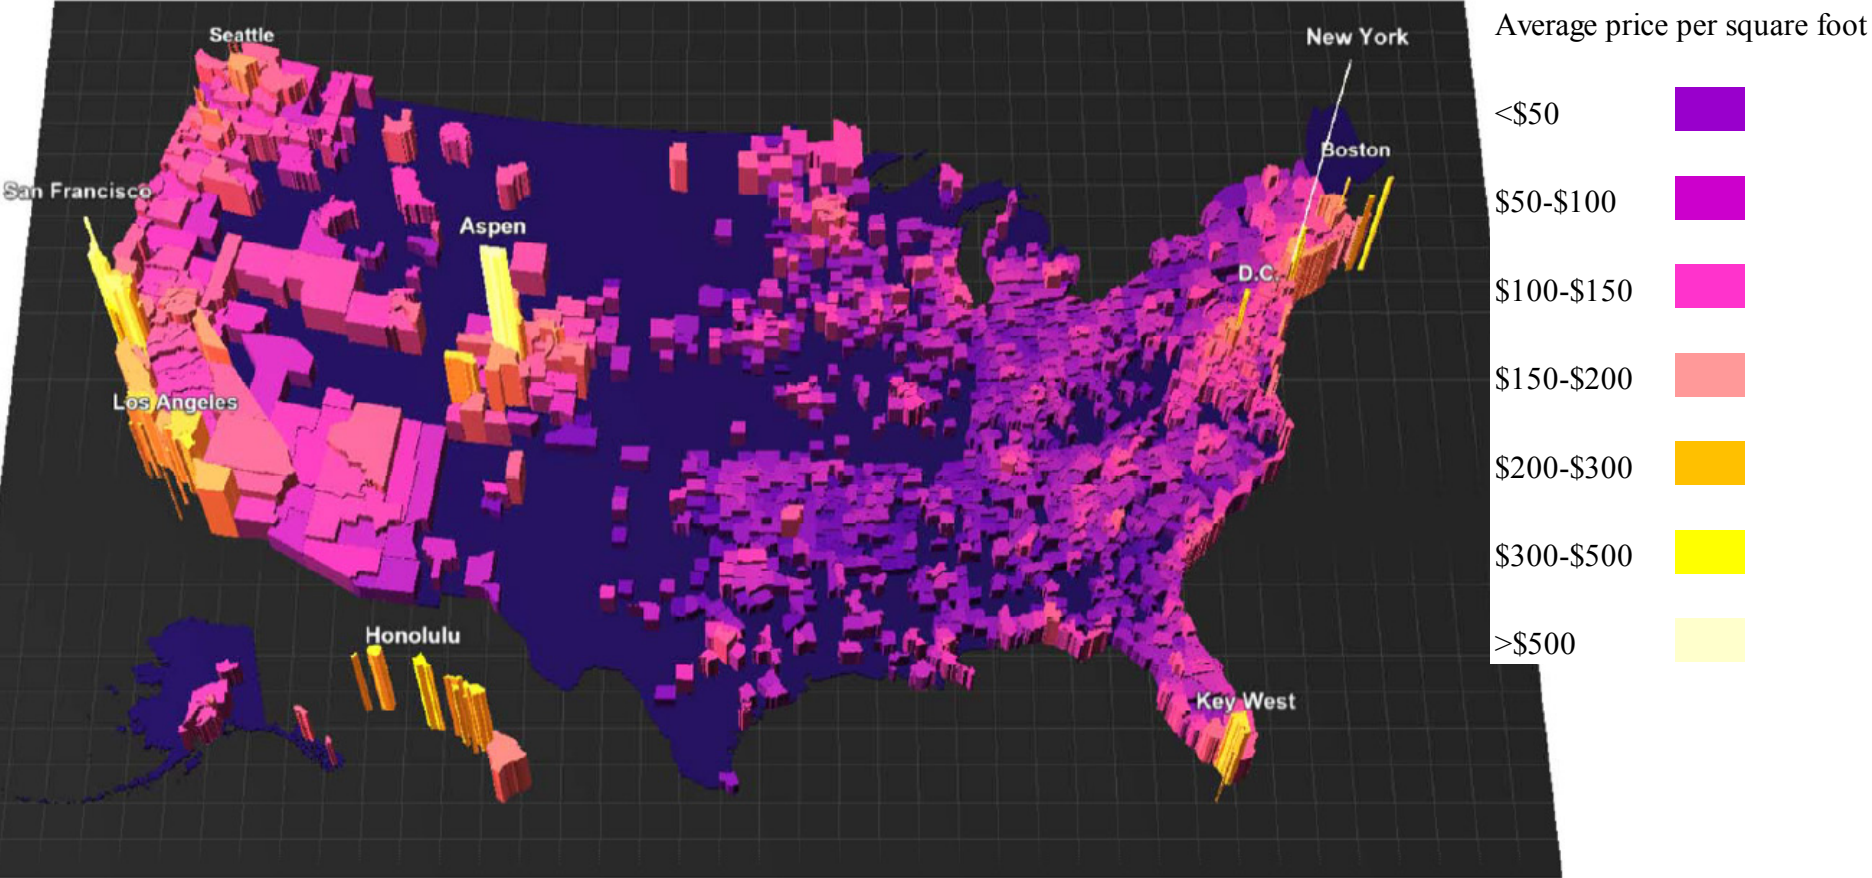 Seattle
New York
Boston
San Francisco
Aspen
D.C.
Los Angeles
Honolulu
Key West
Average price per square foot
<$50
$50-$100
$100-$150
$150-$200
$200-$300
$300-$500
>$500